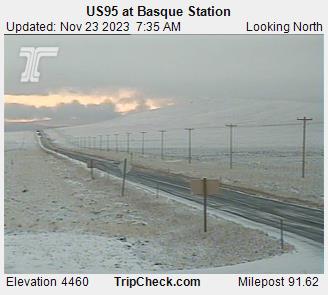 US95 at Basque Station
Updated: Nov 23 2023 7:35 AM Looking North
Elevation 4460 TripCheck.com Milepost 91.62